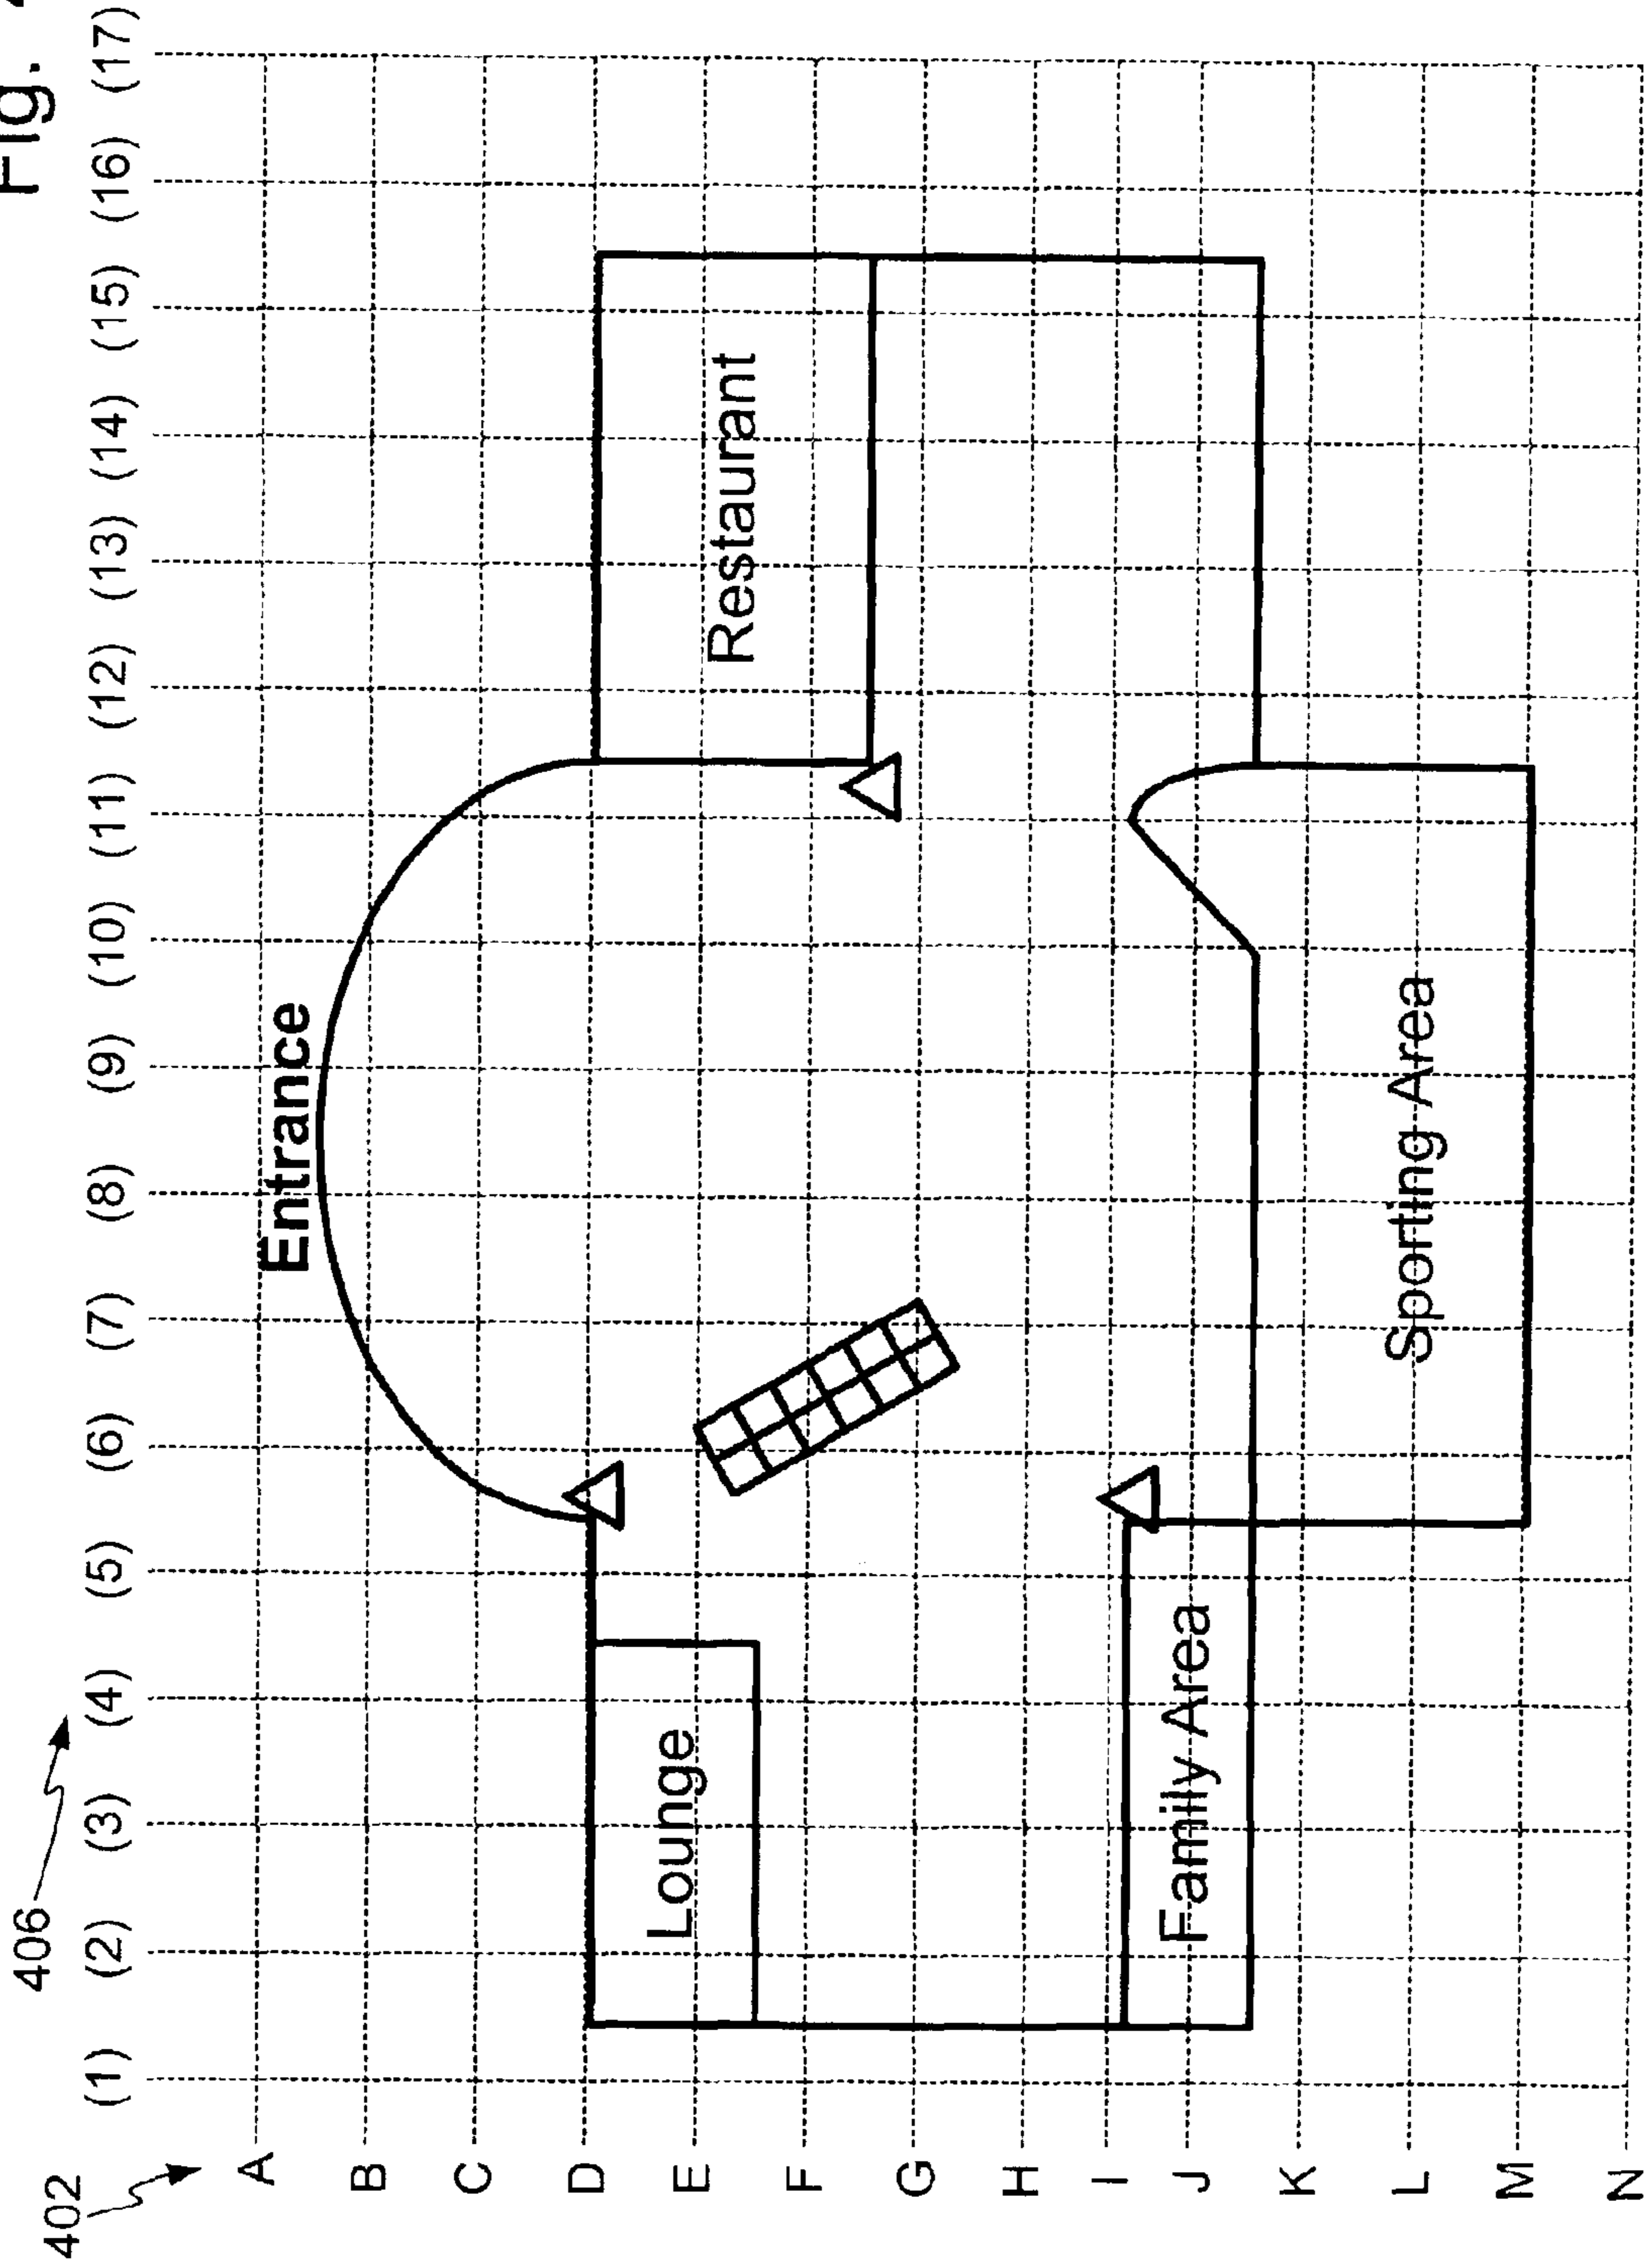 Fig. 4
406
402
(1) (2) (3) (4) (5) (6) (7) (8) (9) (10) (11) (12) (13) (14) (15) (16) (17)
A
B
C
D
E
F
G
H
I
J
K
L
M
N
Entrance
Lounge
Restaurant
Family Area
Sporting Area